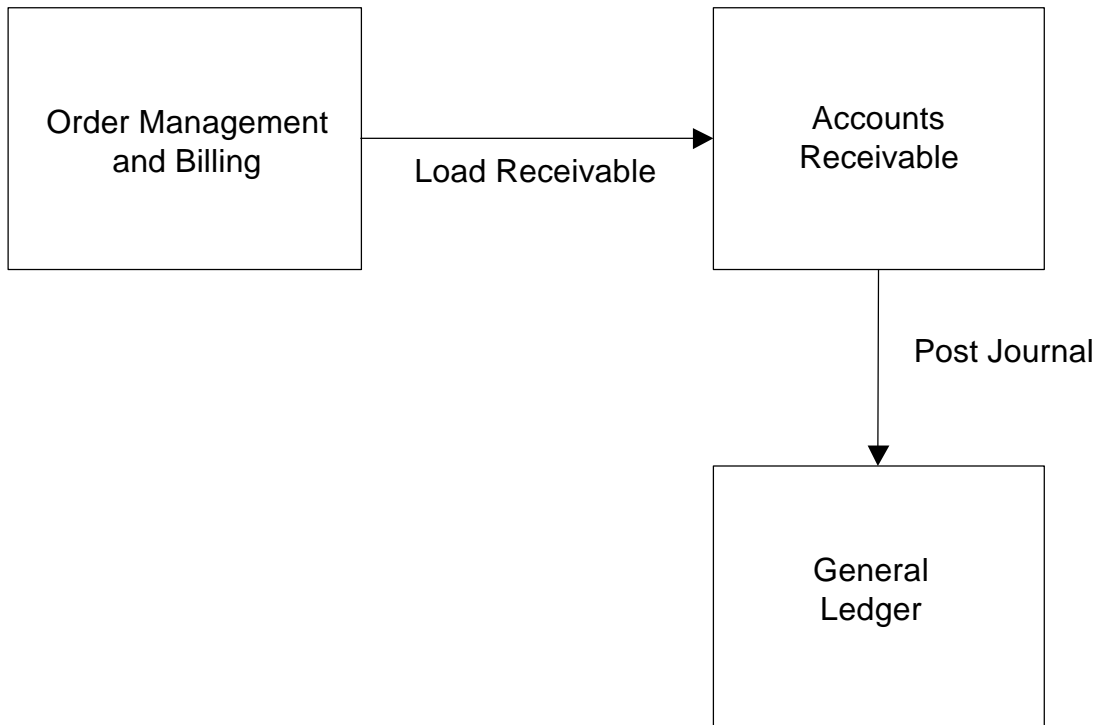 Order Management
and Billing
Load Receivable
Accounts
Receivable
Post Journal
General
Ledger